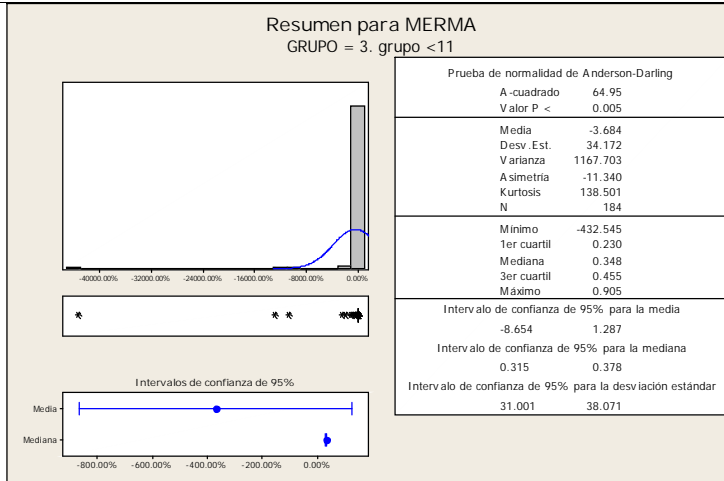 Resumen para MERMA
GRUPO = 3. grupo <11
-40000.00% -32000.00% -24000.00% -16000.00% -8000.00% 0.00%
Intervalos de confianza de 95%
Media
Mediana
-800.00% -600.00% -400.00% -200.00% 0.00%
Prueba de normalidad de Anderson-Darling
A-cuadrado 64.95
Valor P < 0.005
Media -3.684
Desv.Est. 34.172
Varianza 1167.703
Asimetría -11.340
Kurtosis 138.501
N 184
Mínimo -432.545
1er cuartil 0.230
Mediana 0.348
3er cuartil 0.455
Máximo 0.905
Intervalo de confianza de 95% para la media
-8.654 1.287
Intervalo de confianza de 95% para la mediana
0.315 0.378
Intervalo de confianza de 95% para la desviación estándar
31.001 38.071